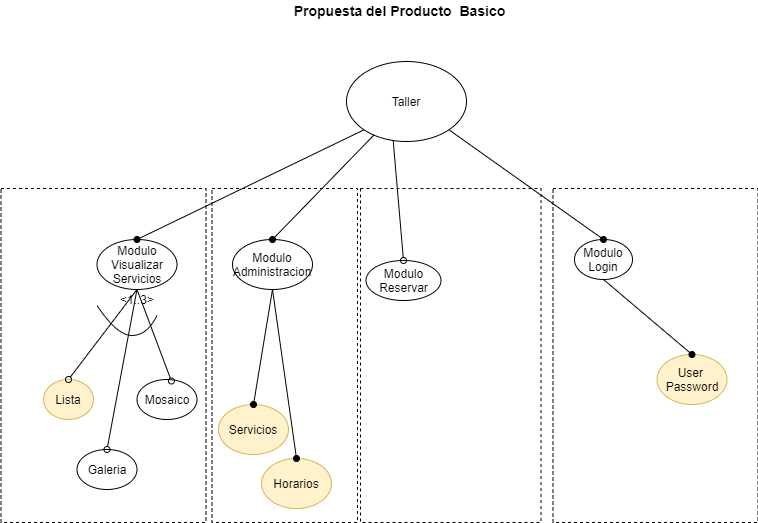 Propuesta del Producto  Basico
Taller
Modulo
Visualizar
Servicios
<1..3>
Modulo
Administracion
Modulo
Reservar
Modulo
Login
Lista
Mosaico
Galeria
Servicios
Horarios
User
Password